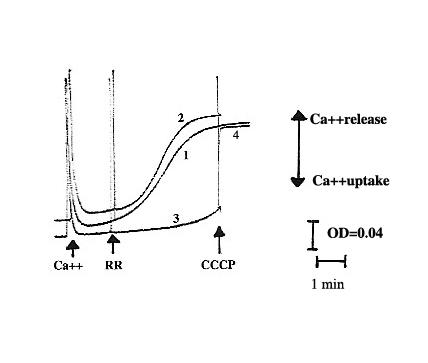 2
Ca++release
4
1
Ca++uptake
3
OD=0.04
Ca++ RR CCCP
1 min